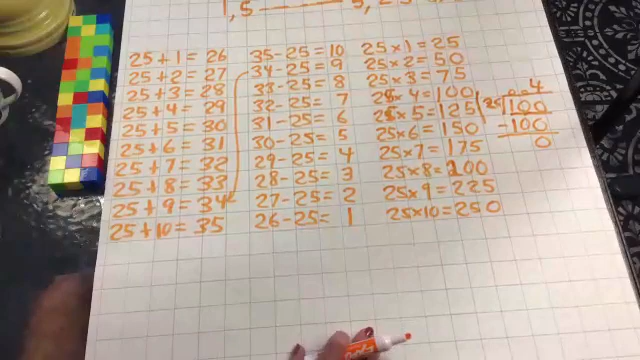 1, 5
25 + 1 = 26
25 + 2 = 27
25 + 3 = 28
25 + 4 = 29
25 + 5 = 30
25 + 6 = 31
25 + 7 = 32
25 + 8 = 33
25 + 9 = 34
25 + 10 = 35
35 - 25 = 10
34 - 25 = 9
33 - 25 = 8
32 - 25 = 7
31 - 25 = 6
30 - 25 = 5
29 - 25 = 4
28 - 25 = 3
27 - 25 = 2
26 - 25 = 1
25 × 1 = 25
25 × 2 = 50
25 × 3 = 75
25 × 4 = 100
25 × 5 = 125
25 × 6 = 150
25 × 7 = 175
25 × 8 = 200
25 × 9 = 225
25 × 10 = 250
004
25 100
- 100
0